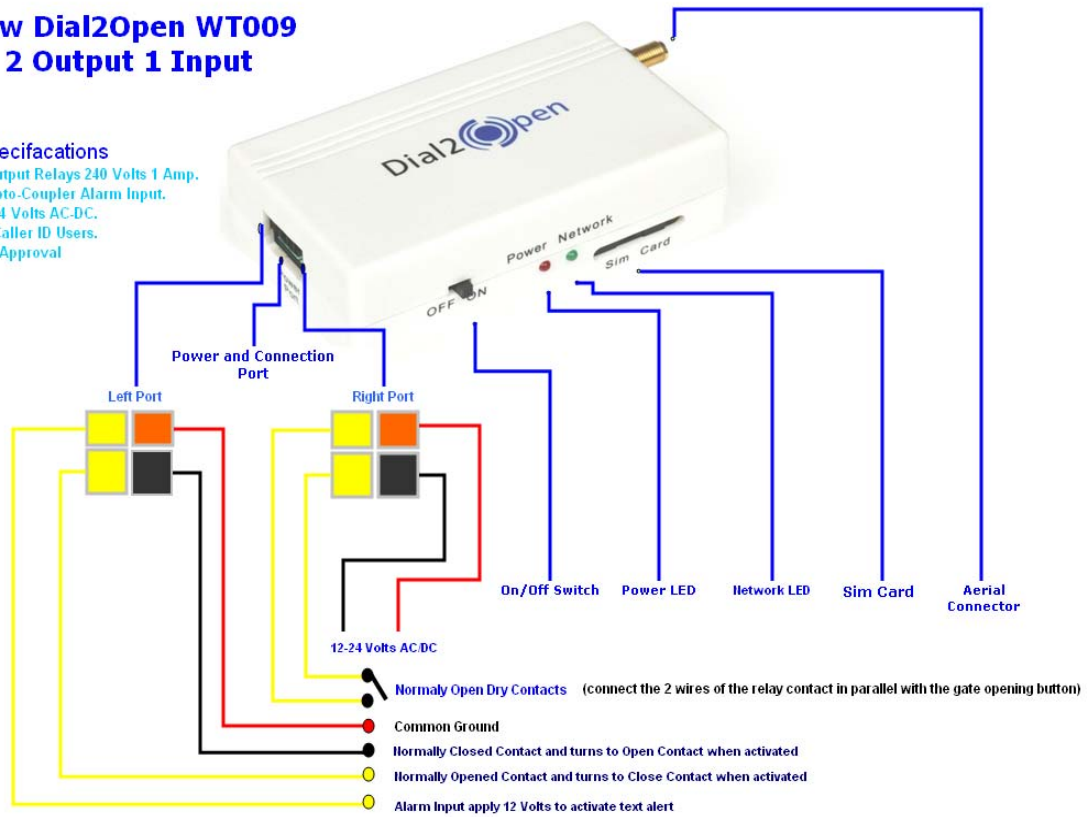 w Dial2Open WT009
2 Output 1 Input
ecifacations
utput Relays 240 Volts 1 Amp.
to-Coupler Alarm Input.
4 Volts AC-DC.
Caller ID Users.
Approval
Dial2Open
Power Network
Sim Card
OFF ON
Power
Port
Power and Connection
Port
Left Port
Right Port
On/Off Switch
Power LED
Network LED
Sim Card
Aerial
Connector
12-24 Volts AC/DC
Normaly Open Dry Contacts (connect the 2 wires of the relay contact in parallel with the gate opening button)
Common Ground
Normally Closed Contact and turns to Open Contact when activated
Normally Opened Contact and turns to Close Contact when activated
Alarm Input apply 12 Volts to activate text alert